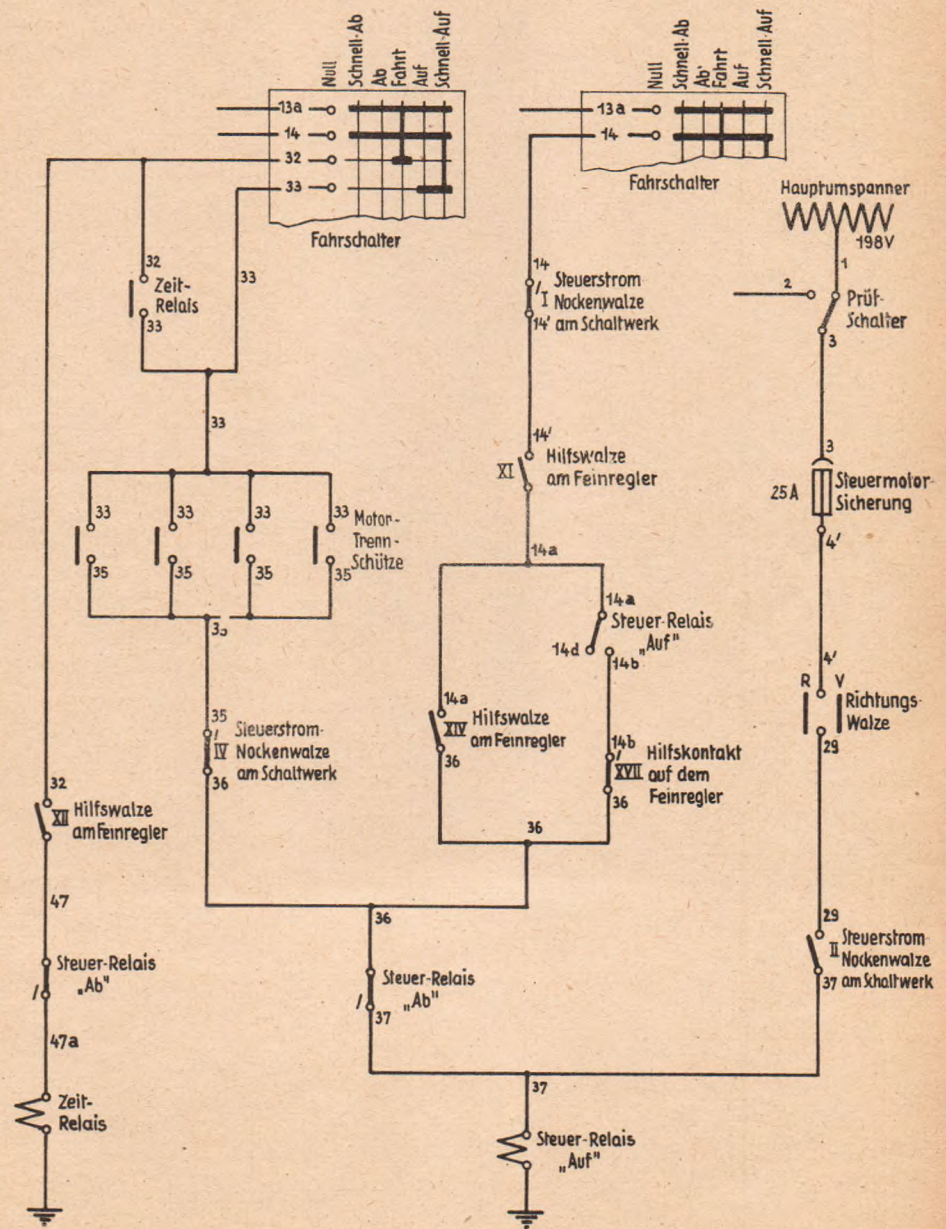 Null
Schnell-Ab
Ab
Fahrt
Auf
Schnell-Auf
13a
14
32
33
Fahrschalter
Null
Schnell-Ab
Ab
Fahrt
Auf
Schnell-Auf
13a
14
Fahrschalter
Hauptumspanner
198V
1
2
Prüf-
Schalter
3
32
Zeit-
Relais
33
33
33
14
I
Steuerstrom
Nockenwalze
14' am Schaltwerk
14'
XI
Hilfswalze
am Feinregler
14a
3
25A
Steuermotor-
Sicherung
4'
33
33
33
33
35
35
35
35
Motor-
Trenn-
Schütze
35
14a
Steuer-Relais
"Auf"
14d
14b
4'
R V
Richtungs-
Walze
29
35
IV
Steuerstrom-
Nockenwalze
am Schaltwerk
36
14a
XIV
Hilfswalze
am Feinregler
36
14b
XVII
Hilfskontakt
auf dem
Feinregler
36
36
32
XII
Hilfswalze
am Feinregler
47
36
29
II
Steuerstrom-
Nockenwalze
37 am Schaltwerk
Steuer-Relais
"Ab"
47a
Steuer-Relais
"Ab"
37
37
Zeit-
Relais
Steuer-Relais
"Auf"